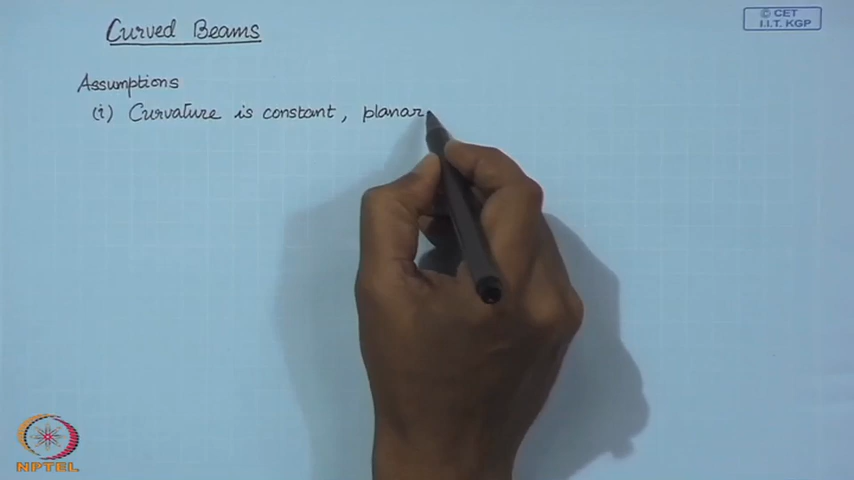 Curved Beams
© CET
I.I.T. KGP
Assumptions
(i) Curvature is constant, planar
NPTEL